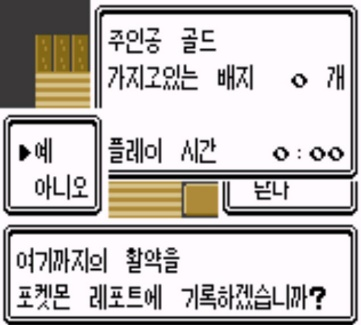 주인공 골드
가지고있는 배지 0 개
플레이 시간 0:00
▶예
아니오
닫다
여기까지의 활약을
포켓몬 레포트에 기록하겠습니까?